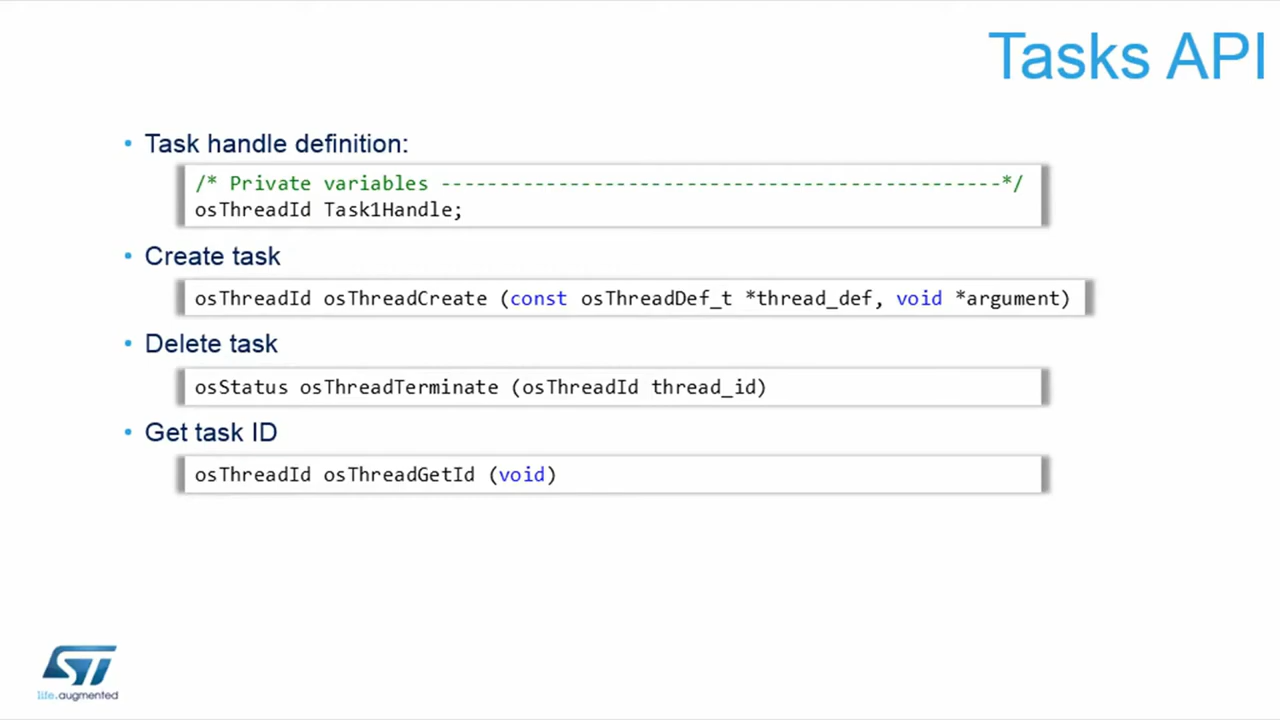 Tasks API
• Task handle definition:
/* Private variables ------------------------------------------------*/
osThreadId Task1Handle;
• Create task
osThreadId osThreadCreate (const osThreadDef_t *thread_def, void *argument)
• Delete task
osStatus osThreadTerminate (osThreadId thread_id)
• Get task ID
osThreadId osThreadGetId (void)
ST
life.augmented